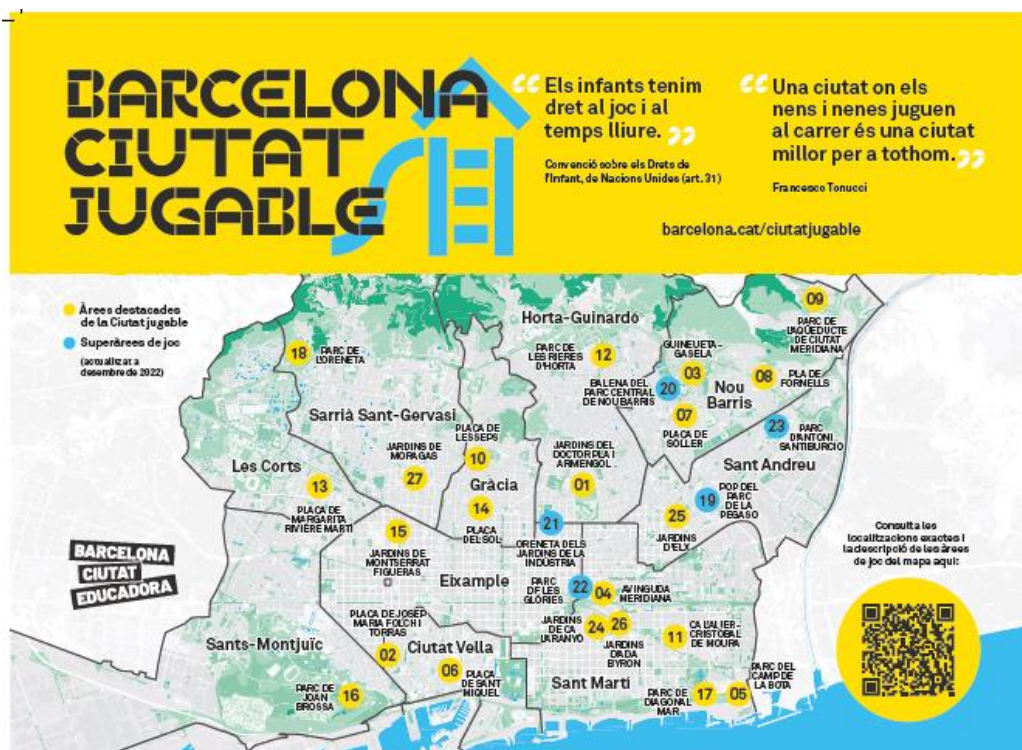 BARCELONA
CIUTAT
JUGABLE
“ Els infants tenim
dret al joc i al
temps lliure. ”
Convenció sobre els Drets de
l'Infant, de Nacions Unides (art. 31)
“ Una ciutat on els
nens i nenes juguen
al carrer és una ciutat
millor per a tothom. ”
Francesco Tonucci
barcelona.cat/ciutatjugable
Àrees destacades
de la Ciutat jugable
Superàrees de joc
(actualitzat a
desembre de 2022)
18
PARC DE
L'ORENETA
Sarrià Sant-Gervasi
Les Corts
13
PLAÇA DE
MARGARITA
RIVIÈRE MARTÍ
JARDINS DE
MORAGAS
27
PLAÇA DE
LESSEPS
10
Gràcia
14
PLAÇA
DEL SOL
Horta-Guinardó
PARC DE
LES RIERES
D'HORTA
12
JARDINS DEL
DOCTOR PLA I
ARMENGOL
01
GUINEUETA-
GASELA
03
BALENA DEL
PARC CENTRAL
DE NOU BARRIS
20
Nou
Barris
07
PLAÇA DE
SÓLLER
08
PLA DE
FORNELLS
09
PARC DE
L'AQÜEDUCTE
DE CIUTAT
MERIDIANA
23
PARC
D'ANTONI
SANTIBURCIO
Sant Andreu
19
POP DEL
PARC
DE LA
PEGASO
25
JARDINS
D'ELX
21
ORENETA DELS
JARDINS DE LA
INDÚSTRIA
15
JARDINS DE
MONTSERRAT
FIGUERAS
Eixample
PARC
DE LES
GLÒRIES
22
04
AVINGUDA
MERIDIANA
JARDINS
DE CA
L'ARANYÓ
24
26
JARDINS
D'ADA
BYRON
11
CA L'ALIER-
CRISTÓBAL
DE MOURA
PLAÇA DE JOSEP
MARIA FOLCH I
TORRAS
02
Ciutat Vella
06
PLAÇA
DE SANT
MIQUEL
Sants-Montjuïc
PARC DE
JOAN
BROSSA
16
Sant Martí
PARC DE
DIAGONAL
MAR
17
05
PARC DEL
CAMP DE
LA BOTA
BARCELONA
CIUTAT
EDUCADORA
Consulta les
localitzacions exactes i
la descripció de les àrees
de joc del mapa aquí: